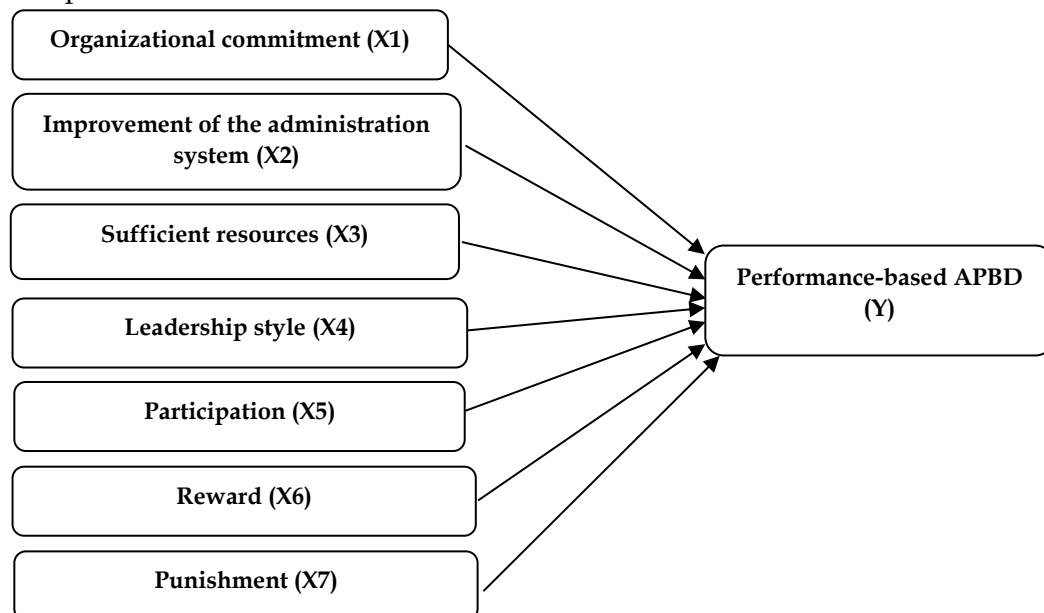 Organizational commitment (X1)
Improvement of the administration
system (X2)
Sufficient resources (X3)
Leadership style (X4)
Participation (X5)
Reward (X6)
Punishment (X7)
Performance-based APBD
(Y)